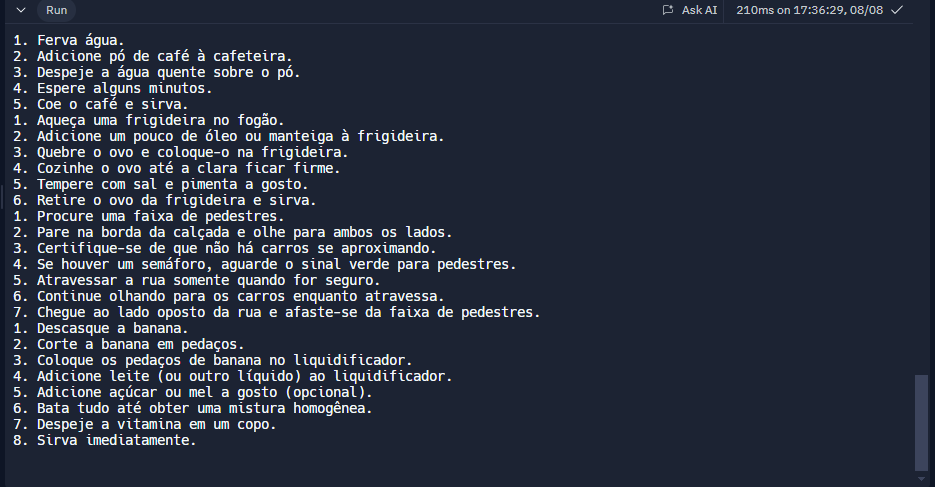 Run
Ask AI
210ms on 17:36:29, 08/08
1. Ferva água.
2. Adicione pó de café à cafeteira.
3. Despeje a água quente sobre o pó.
4. Espere alguns minutos.
5. Coe o café e sirva.
1. Aqueça uma frigideira no fogão.
2. Adicione um pouco de óleo ou manteiga à frigideira.
3. Quebre o ovo e coloque-o na frigideira.
4. Cozinhe o ovo até a clara ficar firme.
5. Tempere com sal e pimenta a gosto.
6. Retire o ovo da frigideira e sirva.
1. Procure uma faixa de pedestres.
2. Pare na borda da calçada e olhe para ambos os lados.
3. Certifique-se de que não há carros se aproximando.
4. Se houver um semáforo, aguarde o sinal verde para pedestres.
5. Atravessar a rua somente quando for seguro.
6. Continue olhando para os carros enquanto atravessa.
7. Chegue ao lado oposto da rua e afaste-se da faixa de pedestres.
1. Descasque a banana.
2. Corte a banana em pedaços.
3. Coloque os pedaços de banana no liquidificador.
4. Adicione leite (ou outro líquido) ao liquidificador.
5. Adicione açúcar ou mel a gosto (opcional).
6. Bata tudo até obter uma mistura homogênea.
7. Despeje a vitamina em um copo.
8. Sirva imediatamente.